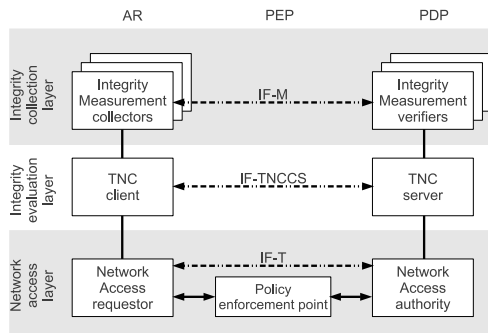 AR PEP PDP
Integrity
collection
layer
Integrity
Measurement
collectors
IF-M
Integrity
Measurement
verifiers
Integrity
evaluation
layer
TNC
client
IF-TNCCS
TNC
server
Network
access
layer
Network
Access
requestor
IF-T
Policy
enforcement point
Network
Access
authority